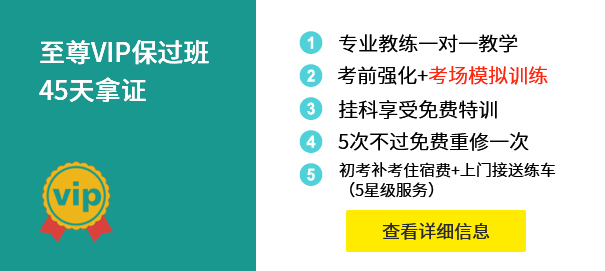 至尊VIP保过班
45天拿证
vip
1 专业教练一对一教学
2 考前强化+考场模拟训练
3 挂科享受免费特训
4 5次不过免费重修一次
5 初考补考住宿费+上门接送练车
（5星级服务）
查看详细信息